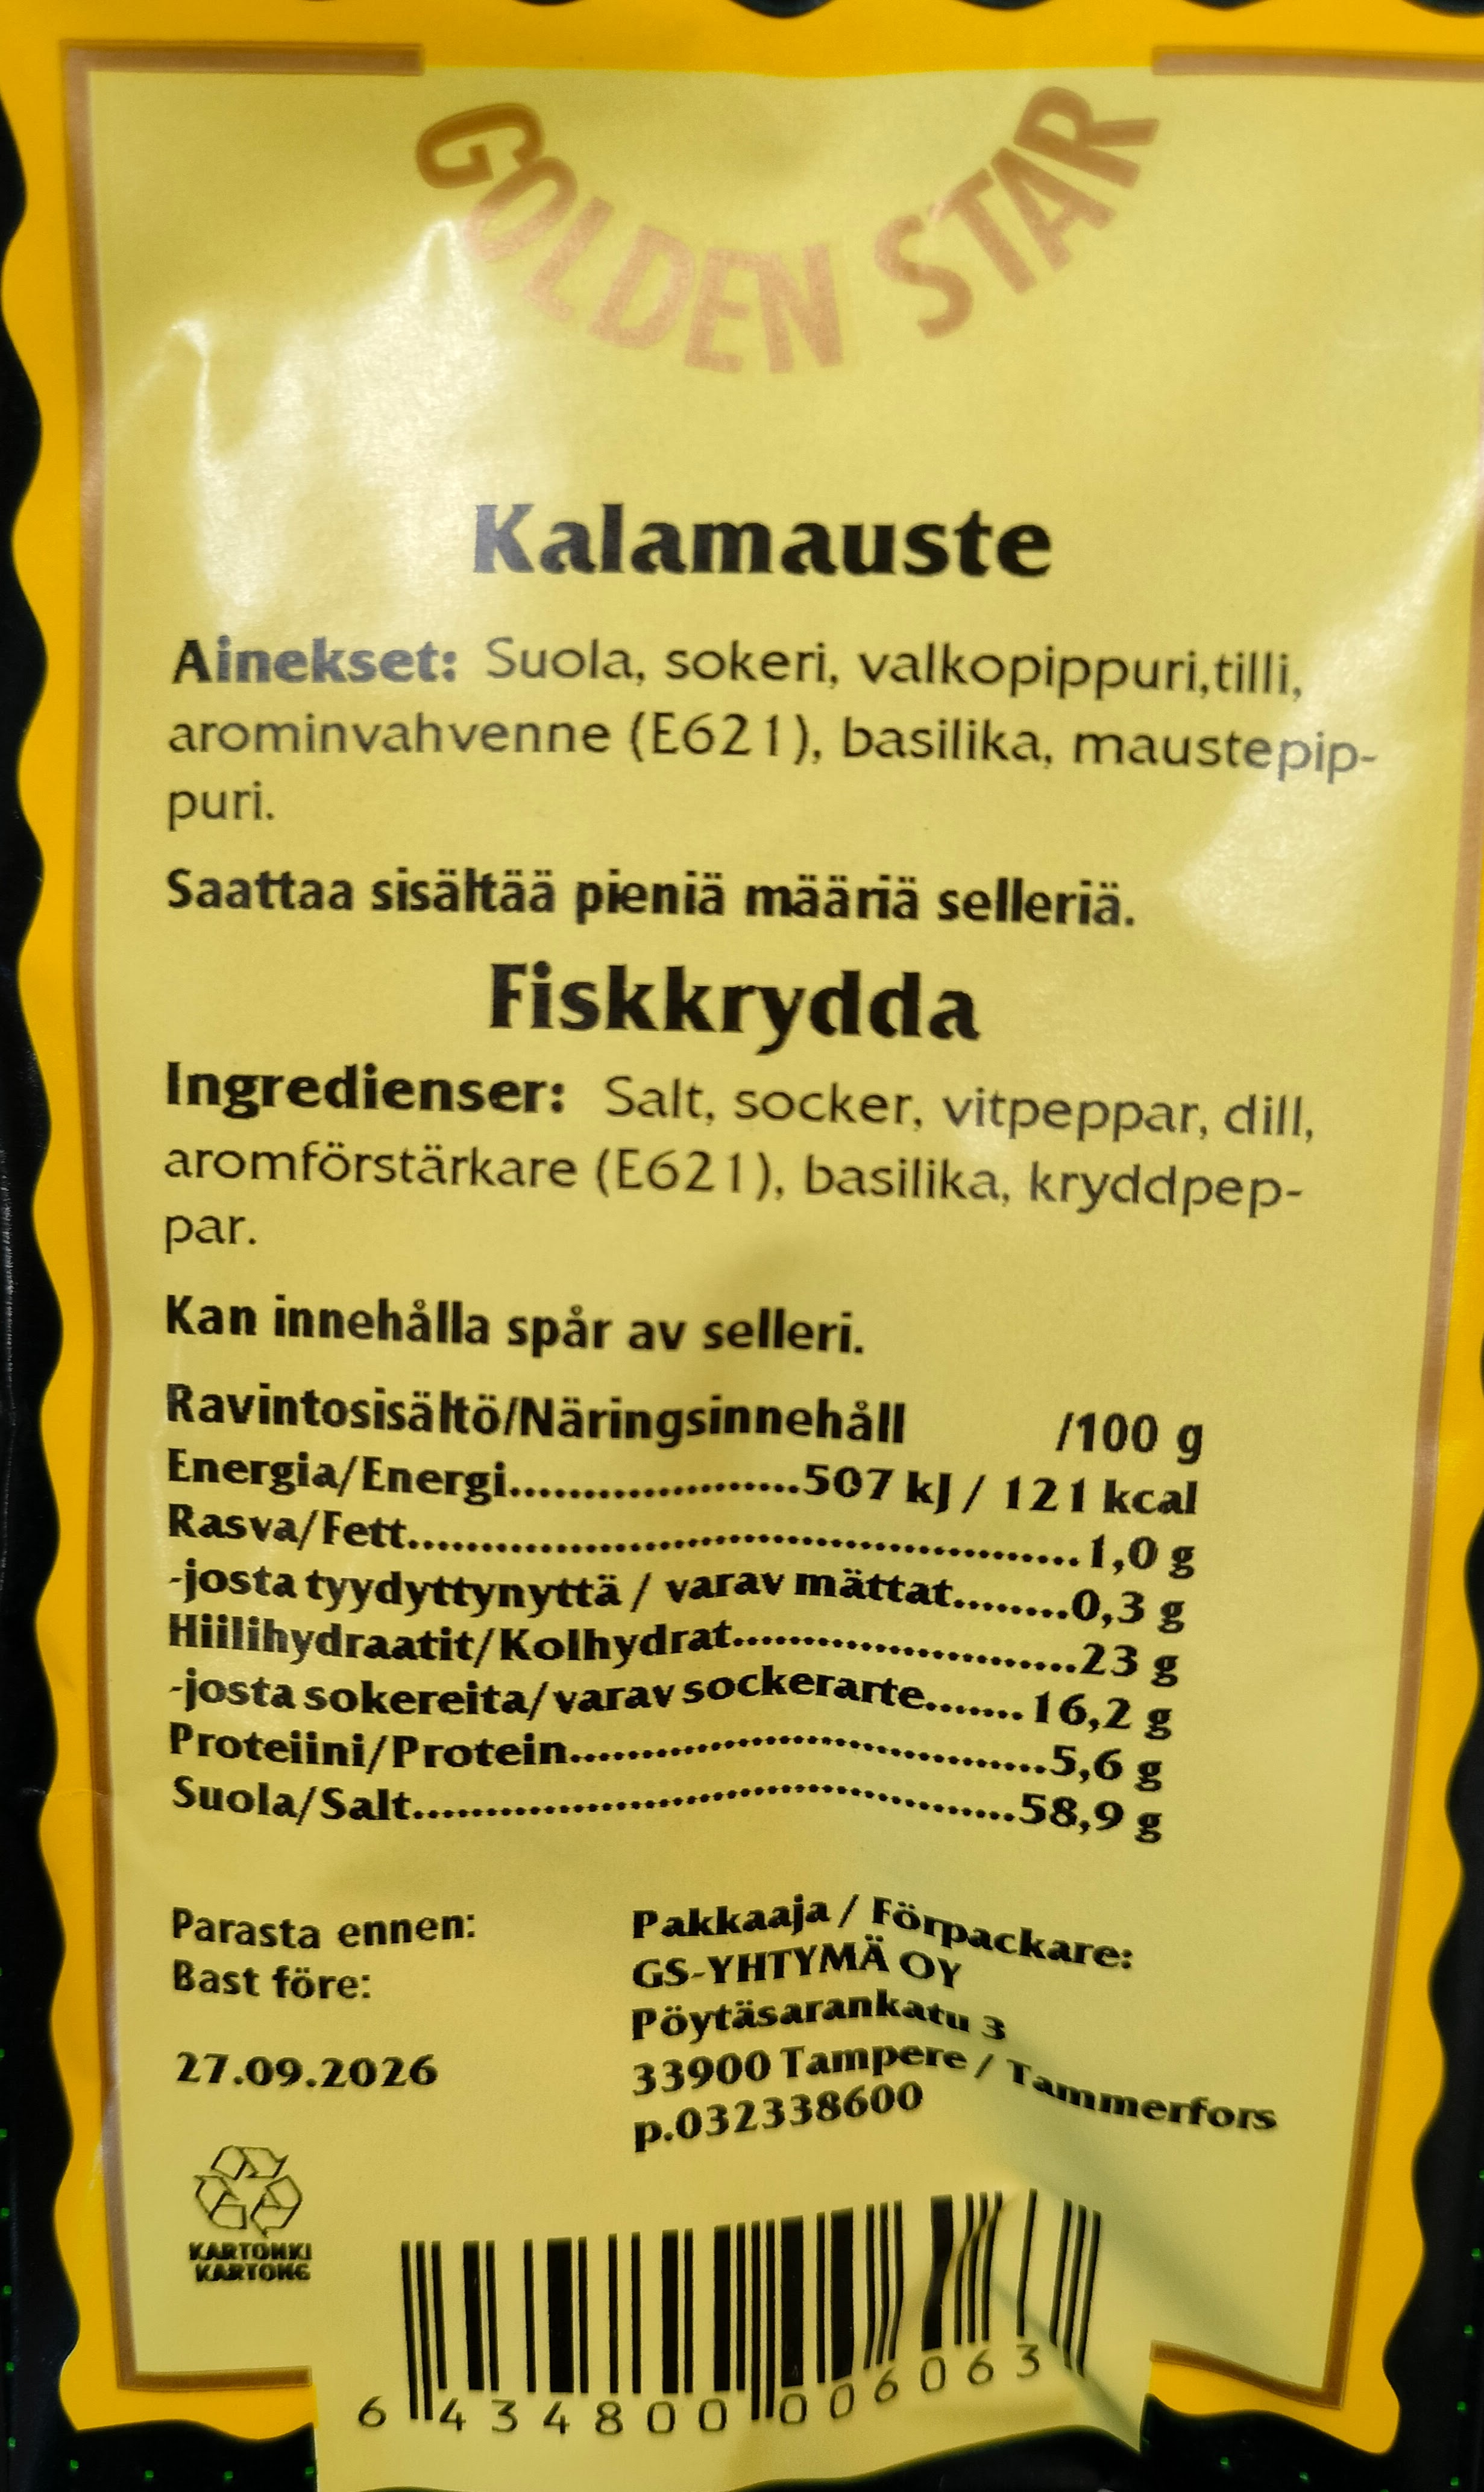 GOLDEN STAR
Kalamauste
Ainekset: Suola, sokeri, valkopippuri,tilli,
arominvahvenne (E621), basilika, maustepip-
puri.
Saattaa sisältää pieniä määriä selleriä.
Fiskkrydda
Ingredienser: Salt, socker, vitpeppar, dill,
aromförstärkare (E621), basilika, kryddpep-
par.
Kan innehålla spår av selleri.
Ravintosisältö/Näringsinnehåll /100 g
Energia/Energi....................507 kJ / 121 kcal
Rasva/Fett..............................................1,0 g
-josta tyydyttynyttä / varav mättat........0,3 g
Hiilihydraatit/Kolhydrat........................23 g
-josta sokereita/varav sockerarte.......16,2 g
Proteiini/Protein.................................5,6 g
Suola/Salt..........................................58,9 g
Parasta ennen:
Bast före:
27.09.2026
Pakkaaja / Förpackare:
GS-YHTYMÄ OY
Pöytäsarankatu 3
33900 Tampere / Tammerfors
p.032338600
KARTONKI
KARTONG
6 434800 006063